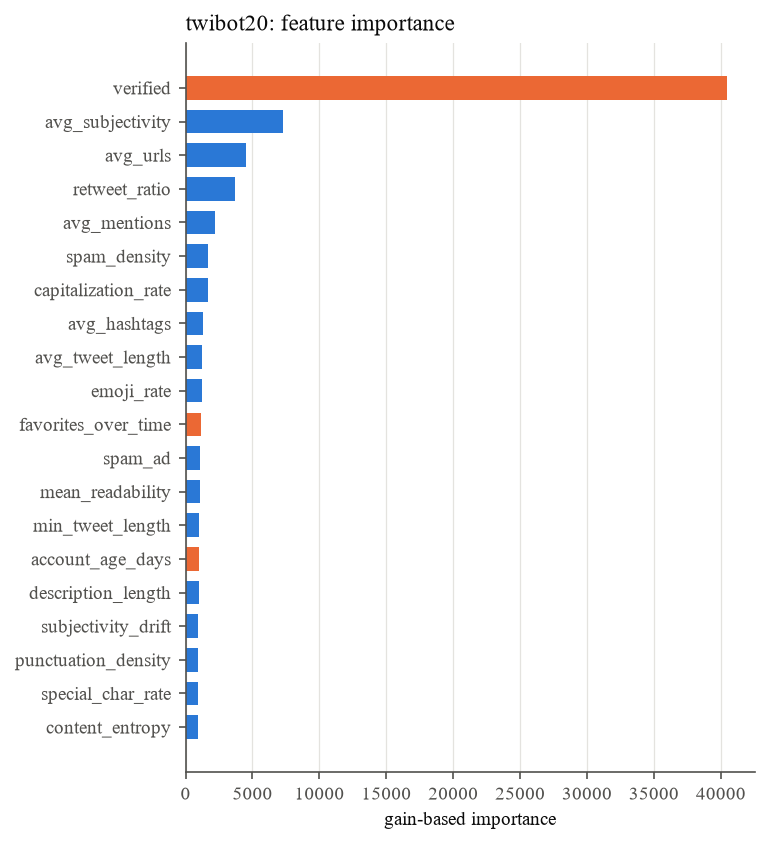 twibot20: feature importance
verified
avg_subjectivity
avg_urls
retweet_ratio
avg_mentions
spam_density
capitalization_rate
avg_hashtags
avg_tweet_length
emoji_rate
favorites_over_time
spam_ad
mean_readability
min_tweet_length
account_age_days
description_length
subjectivity_drift
punctuation_density
special_char_rate
content_entropy
0 5000 10000 15000 20000 25000 30000 35000 40000
gain-based importance